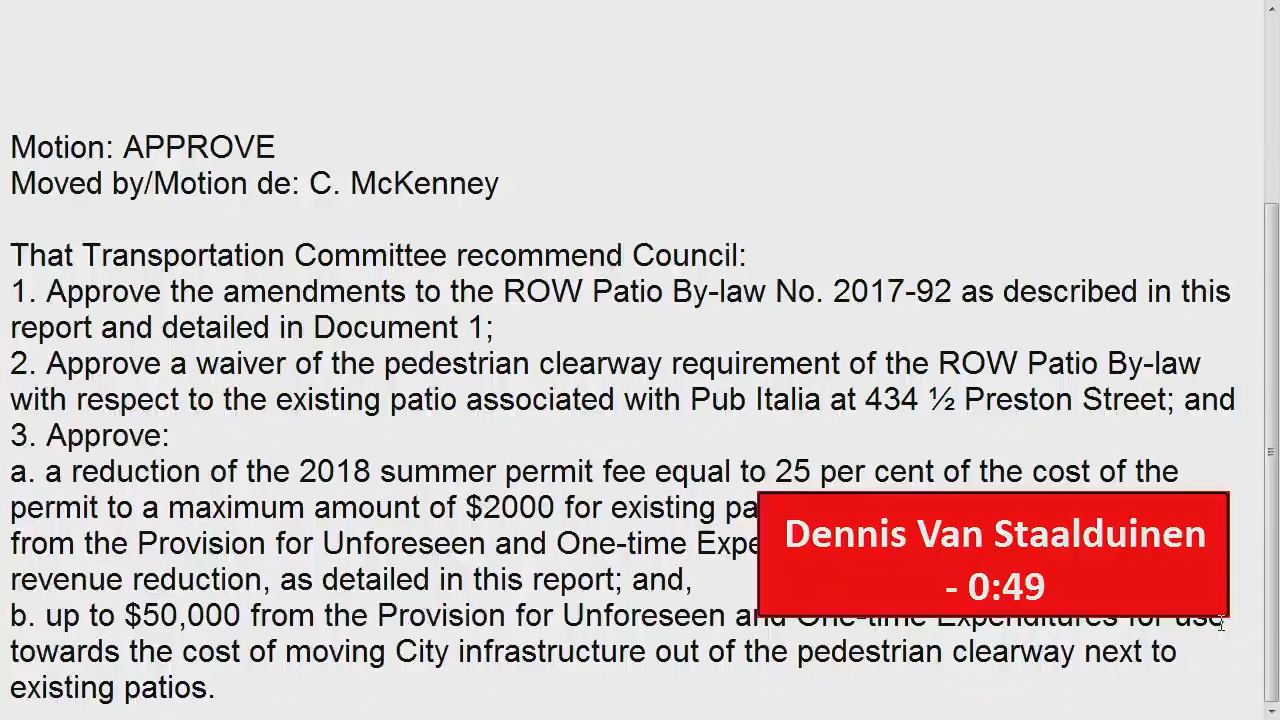 Motion: APPROVE
Moved by/Motion de: C. McKenney
That Transportation Committee recommend Council:
1. Approve the amendments to the ROW Patio By-law No. 2017-92 as described in this
report and detailed in Document 1;
2. Approve a waiver of the pedestrian clearway requirement of the ROW Patio By-law
with respect to the existing patio associated with Pub Italia at 434 ½ Preston Street; and
3. Approve:
a. a reduction of the 2018 summer permit fee equal to 25 per cent of the cost of the
permit to a maximum amount of $2000 for existing
from the Provision for Unforeseen and One-time
revenue reduction, as detailed in this report; and,
b. up to $50,000 from the Provision for Unforeseen and One-time Expenditures for use
towards the cost of moving City infrastructure out of the pedestrian clearway next to
existing patios.
Dennis Van Staalduinen
- 0:49